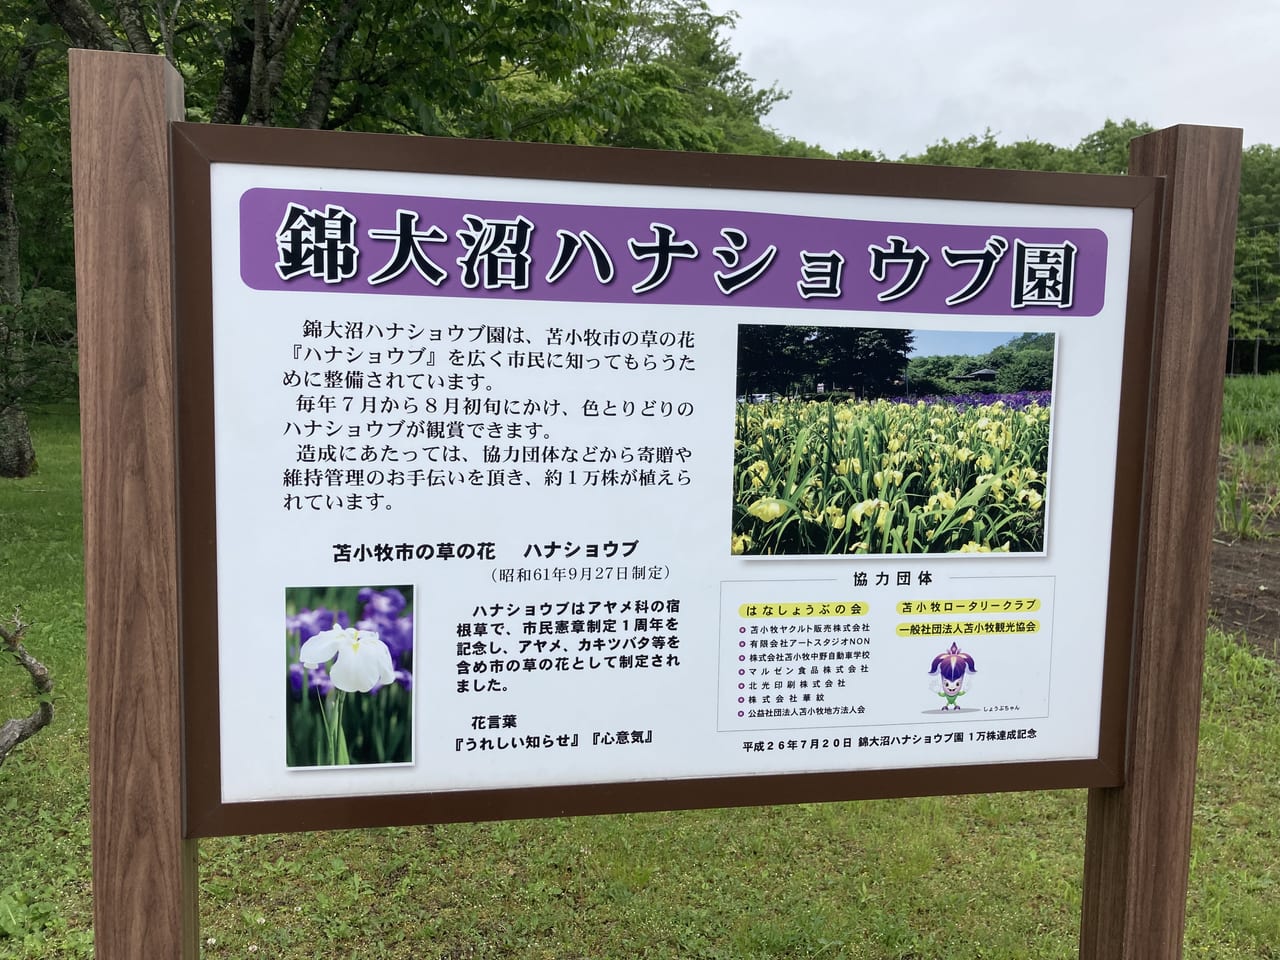 錦大沼ハナショウブ園
錦大沼ハナショウブ園は、苫小牧市の草の花
『ハナショウブ』を広く市民に知ってもらうた
めに整備されています。
毎年７月から８月初旬にかけ、色とりどりの
ハナショウブが観賞できます。
造成にあたっては、協力団体などから寄贈や
維持管理のお手伝いを頂き、約１万株が植えら
れています。
苫小牧市の草の花　ハナショウブ
（昭和61年9月27日制定）
ハナショウブはアヤメ科の宿
根草で、市民憲章制定１周年を
記念し、アヤメ、カキツバタ等を
含め市の草の花として制定され
ました。
花言葉
『うれしい知らせ』『心意気』
協力団体
はなしょうぶの会
苫小牧ヤクルト販売株式会社
有限会社アートスタジオNON
株式会社苫小牧中野自動車学校
マルゼン食品株式会社
北光印刷株式会社
株式会社華紋
公益社団法人苫小牧地方法人会
苫小牧ロータリークラブ
一般社団法人苫小牧観光協会
しょうぶちゃん
平成２６年７月２０日 錦大沼ハナショウブ園 １万株達成記念